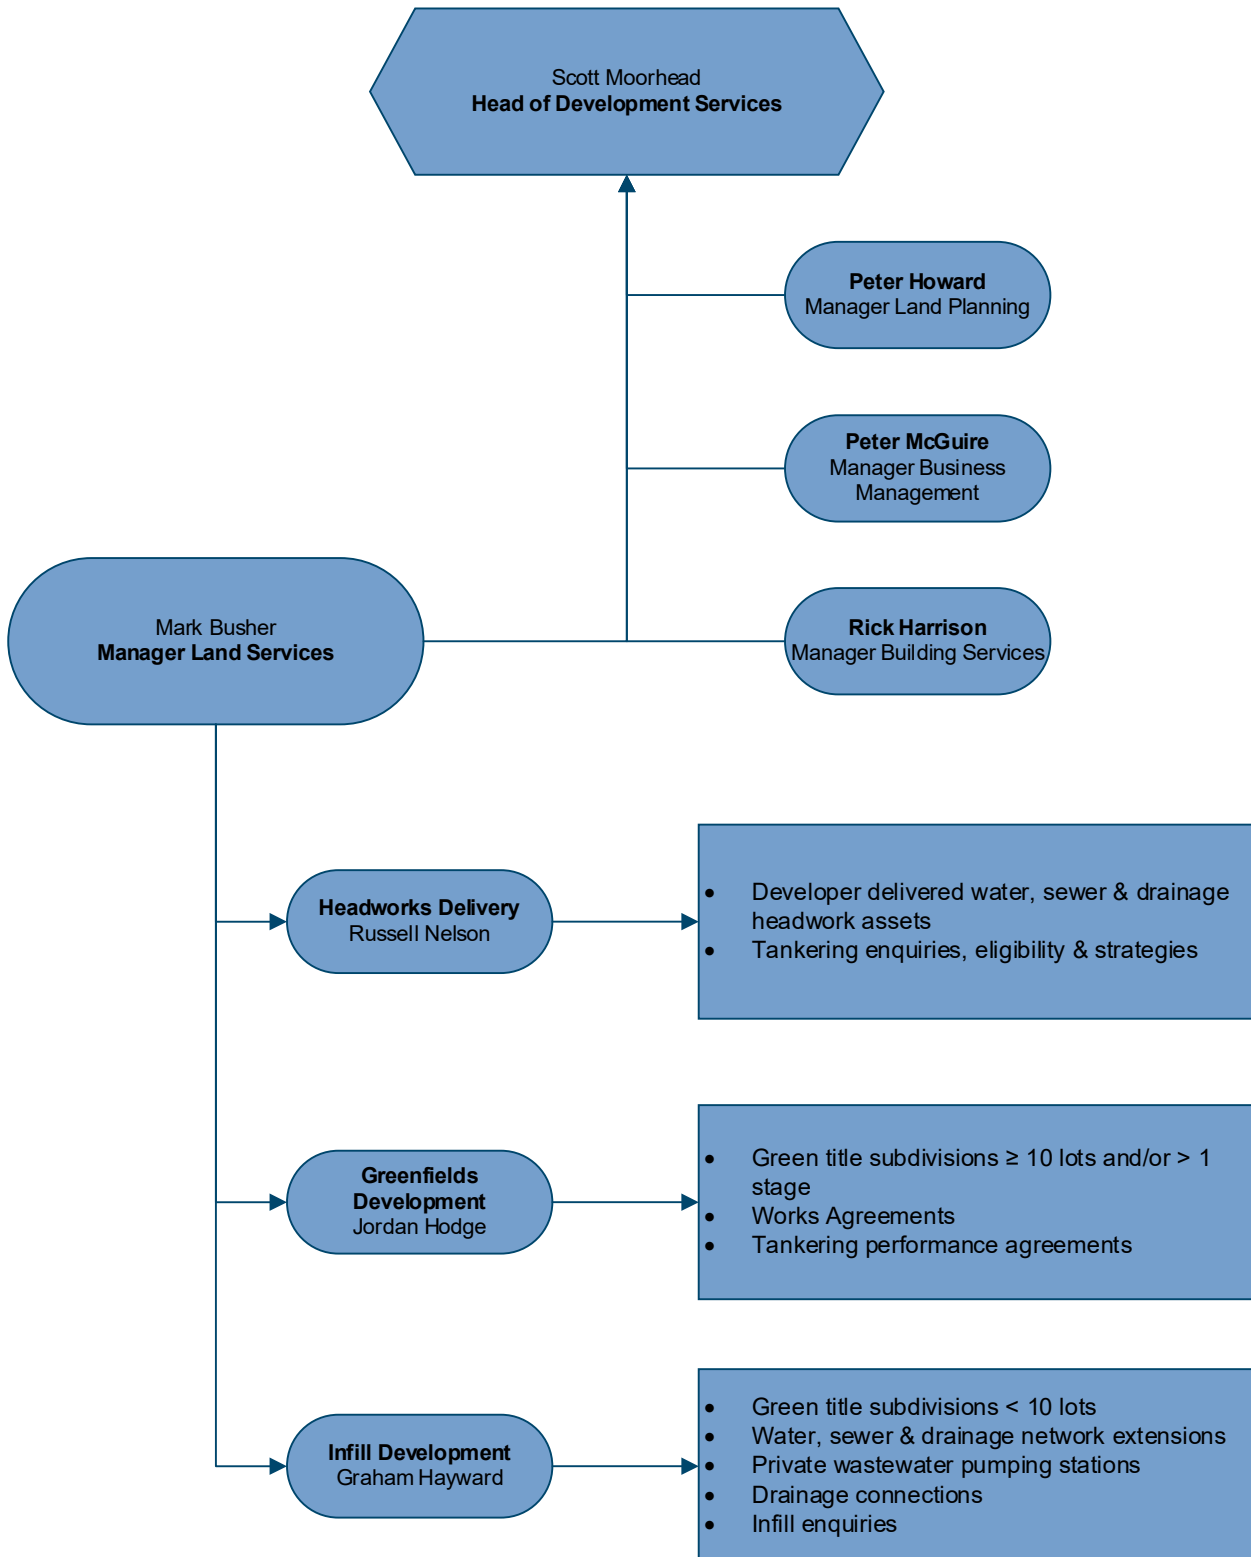 Scott Moorhead
Head of Development Services
Peter Howard
Manager Land Planning
Peter McGuire
Manager Business
Management
Mark Busher
Manager Land Services
Rick Harrison
Manager Building Services
Headworks Delivery
Russell Nelson
• Developer delivered water, sewer & drainage
headwork assets
• Tankering enquiries, eligibility & strategies
Greenfields
Development
Jordan Hodge
• Green title subdivisions ≥ 10 lots and/or > 1
stage
• Works Agreements
• Tankering performance agreements
Infill Development
Graham Hayward
• Green title subdivisions < 10 lots
• Water, sewer & drainage network extensions
• Private wastewater pumping stations
• Drainage connections
• Infill enquiries